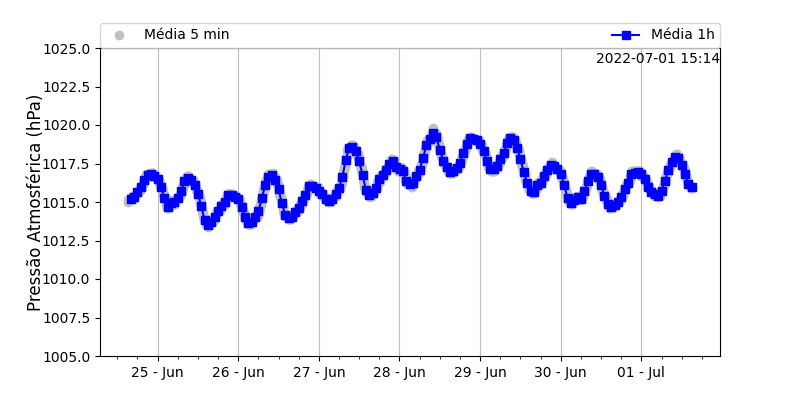 Média 5 min
Média 1h
2022-07-01 15:14
Pressão Atmosférica (hPa)
1025.0
1022.5
1020.0
1017.5
1015.0
1012.5
1010.0
1007.5
1005.0
25 - Jun
26 - Jun
27 - Jun
28 - Jun
29 - Jun
30 - Jun
01 - Jul